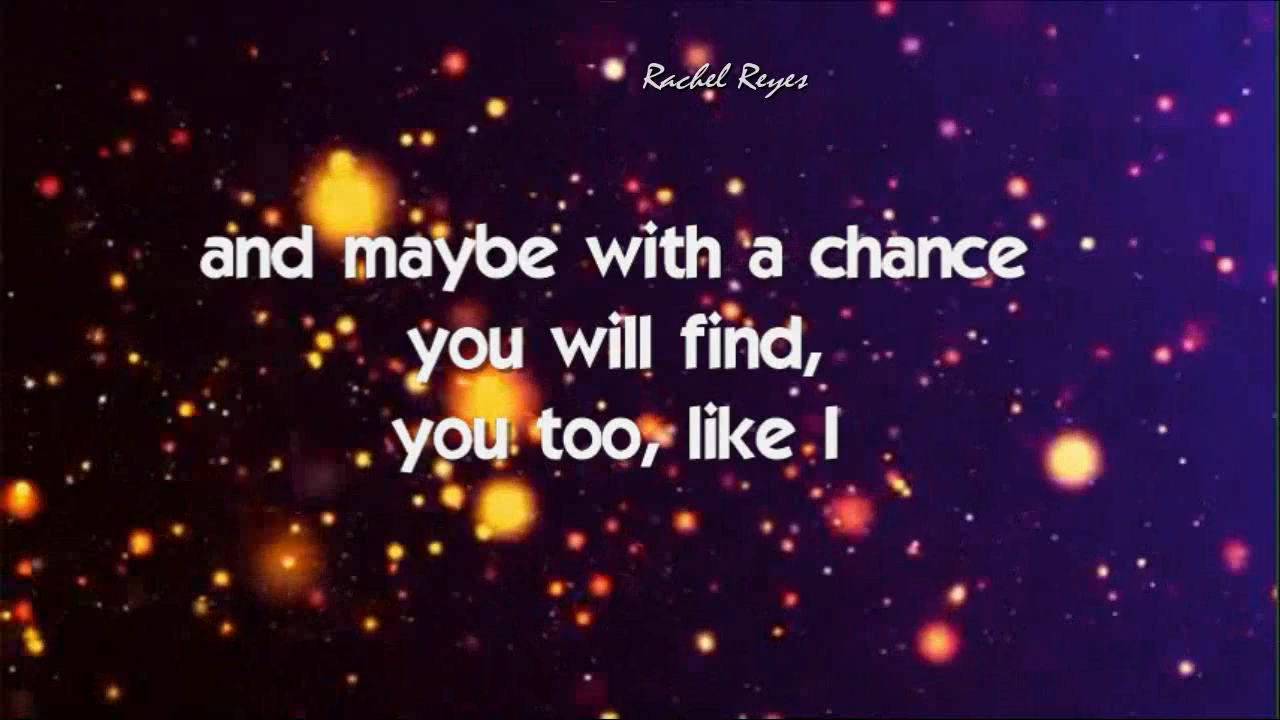 Rachel Reyes
and maybe with a chance
you will find,
you too, like I